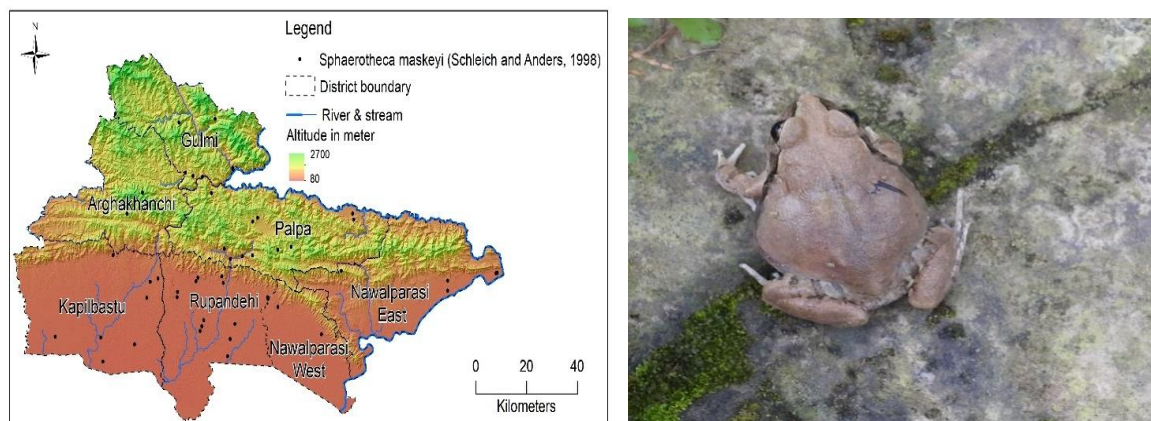 N
Legend
Sphaerotheca maskeyi (Schleich and Anders, 1998)
District boundary
River & stream
Altitude in meter
2700
80
Gulmi
Arghakhanchi
Palpa
Kapilbastu
Rupandehi
Nawalparasi
East
Nawalparasi
West
0 20 40
Kilometers